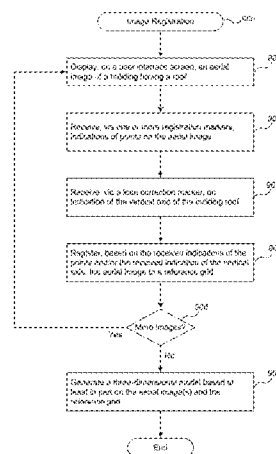 Image Registration
Display, on a user interface screen, an aerial
image of a building having a roof
Receive, via one or more registration markers,
indications of points on the aerial image
Receive, via a tool correction marker, an
indication of the vertical axis of the building roof
Register, based on the received indications of the
points and/or the received indication of the vertical
axis, the aerial image to a reference grid
More Images?
Yes
No
Generate a three-dimensional model based at
least in part on the aerial image(s) and the
reference grid
End